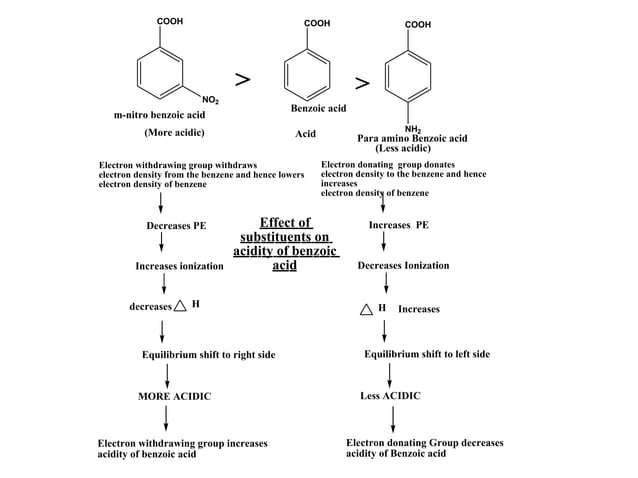 COOH
COOH
COOH
NO2
>
>
m-nitro benzoic acid
(More acidic)
Benzoic acid
Acid
NH2
Para amino Benzoic acid
(Less acidic)
Electron withdrawing group withdraws
electron density from the benzene and hence lowers
electron density of benzene
Electron donating group donates
electron density to the benzene and hence
increases
electron density of benzene
Effect of
substituents on
acidity of benzoic
acid
Decreases PE
Increases ionization
decreases △ H
Equilibrium shift to right side
MORE ACIDIC
Electron withdrawing group increases
acidity of benzoic acid
Increases PE
Decreases Ionization
△ H Increases
Equilibrium shift to left side
Less ACIDIC
Electron donating Group decreases
acidity of Benzoic acid